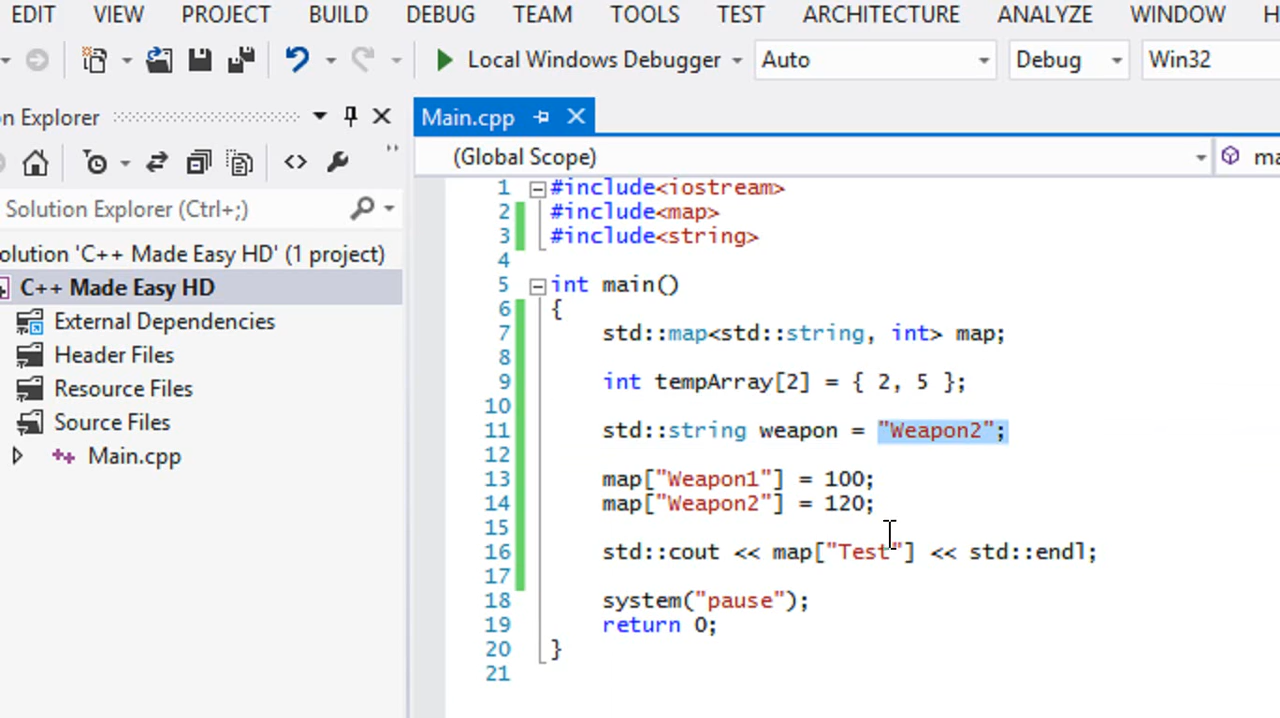 EDIT VIEW PROJECT BUILD DEBUG TEAM TOOLS TEST ARCHITECTURE ANALYZE WINDOW H
Local Windows Debugger Auto Debug Win32
on Explorer
Main.cpp
(Global Scope) ma
Solution Explorer (Ctrl+;)
olution 'C++ Made Easy HD' (1 project)
C++ Made Easy HD
External Dependencies
Header Files
Resource Files
Source Files
Main.cpp
1 #include<iostream>
2 #include<map>
3 #include<string>
4
5 int main()
6 {
7 std::map<std::string, int> map;
8
9 int tempArray[2] = { 2, 5 };
10
11 std::string weapon = "Weapon2";
12
13 map["Weapon1"] = 100;
14 map["Weapon2"] = 120;
15
16 std::cout << map["Test"] << std::endl;
17
18 system("pause");
19 return 0;
20 }
21